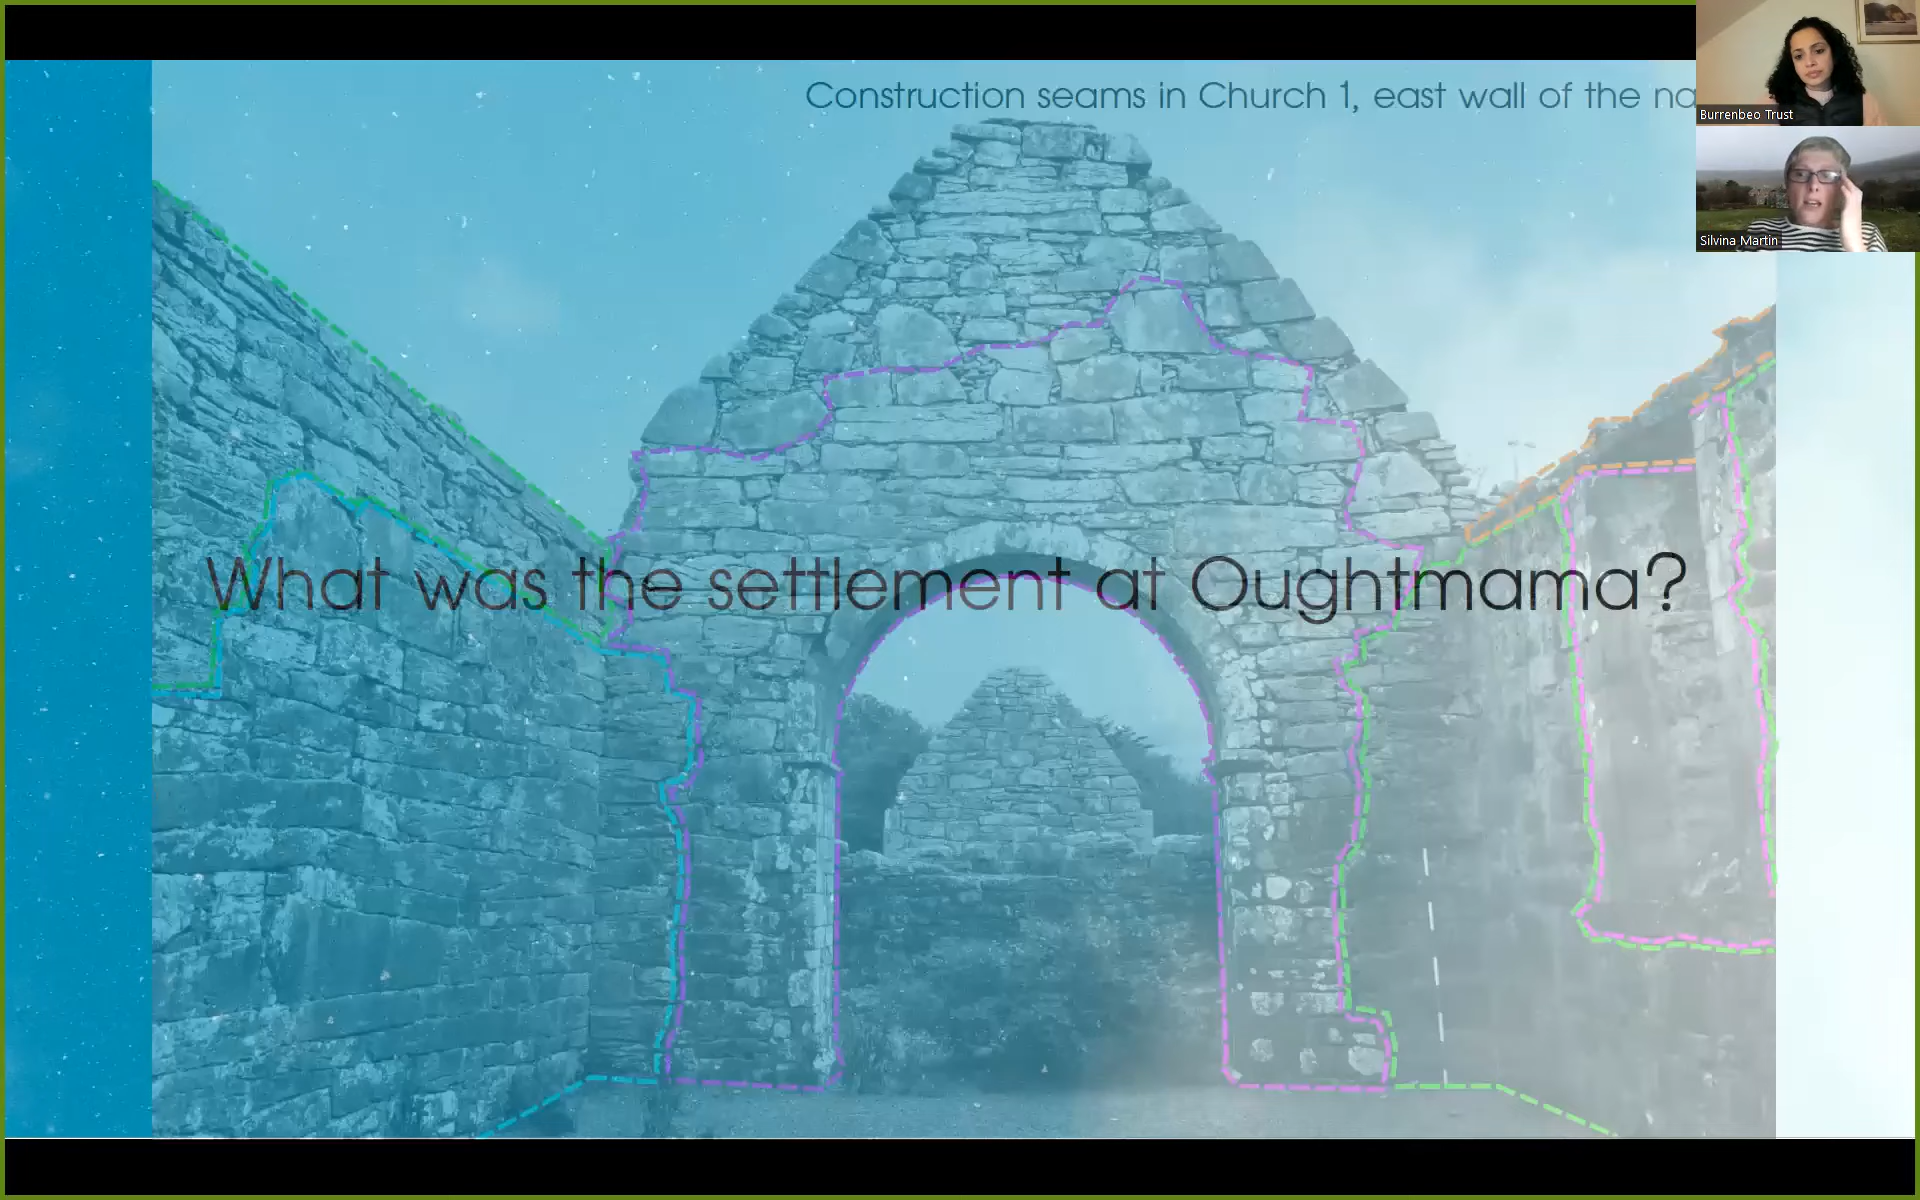 Construction seams in Church 1, east wall of the na
Burrenbeo Trust
Silvina Martin
What was the settlement at Oughtmama?